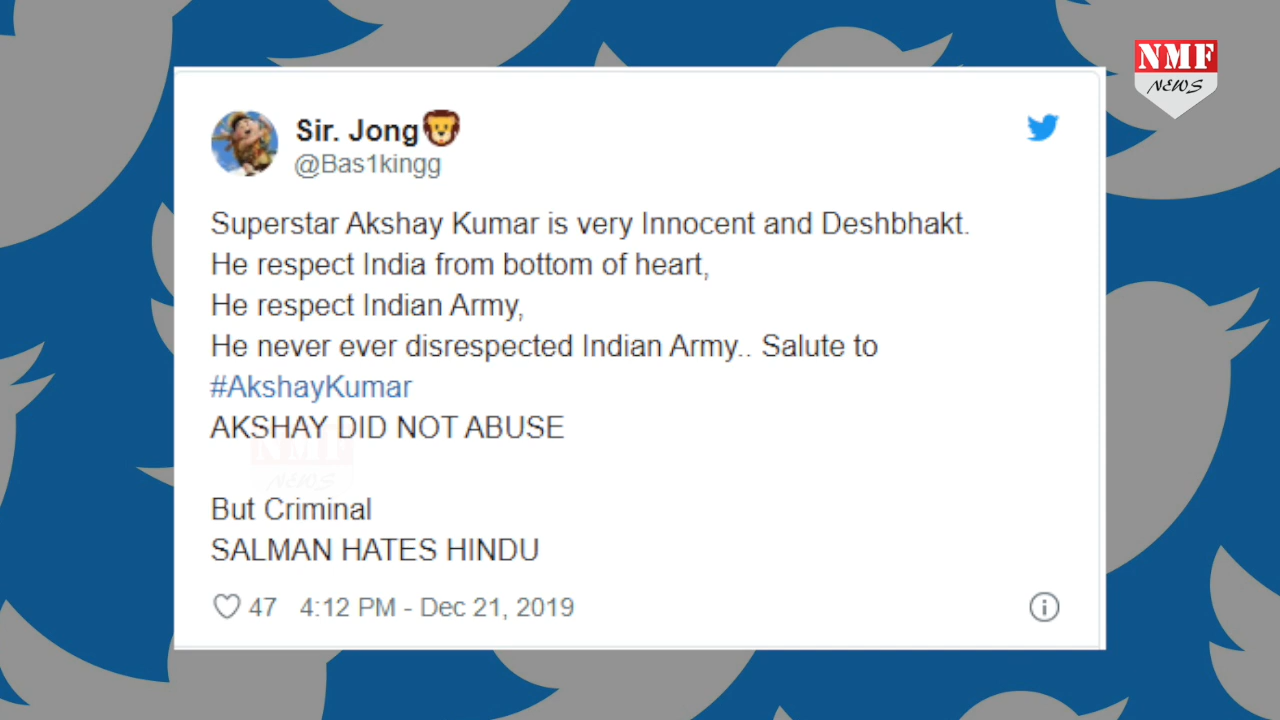 NMF
NEWS
Sir. Jong🦁
@Bas1kingg
Superstar Akshay Kumar is very Innocent and Deshbhakt.
He respect India from bottom of heart,
He respect Indian Army,
He never ever disrespected Indian Army.. Salute to
#AkshayKumar
AKSHAY DID NOT ABUSE
NMF
NEWS
But Criminal
SALMAN HATES HINDU
47 4:12 PM - Dec 21, 2019